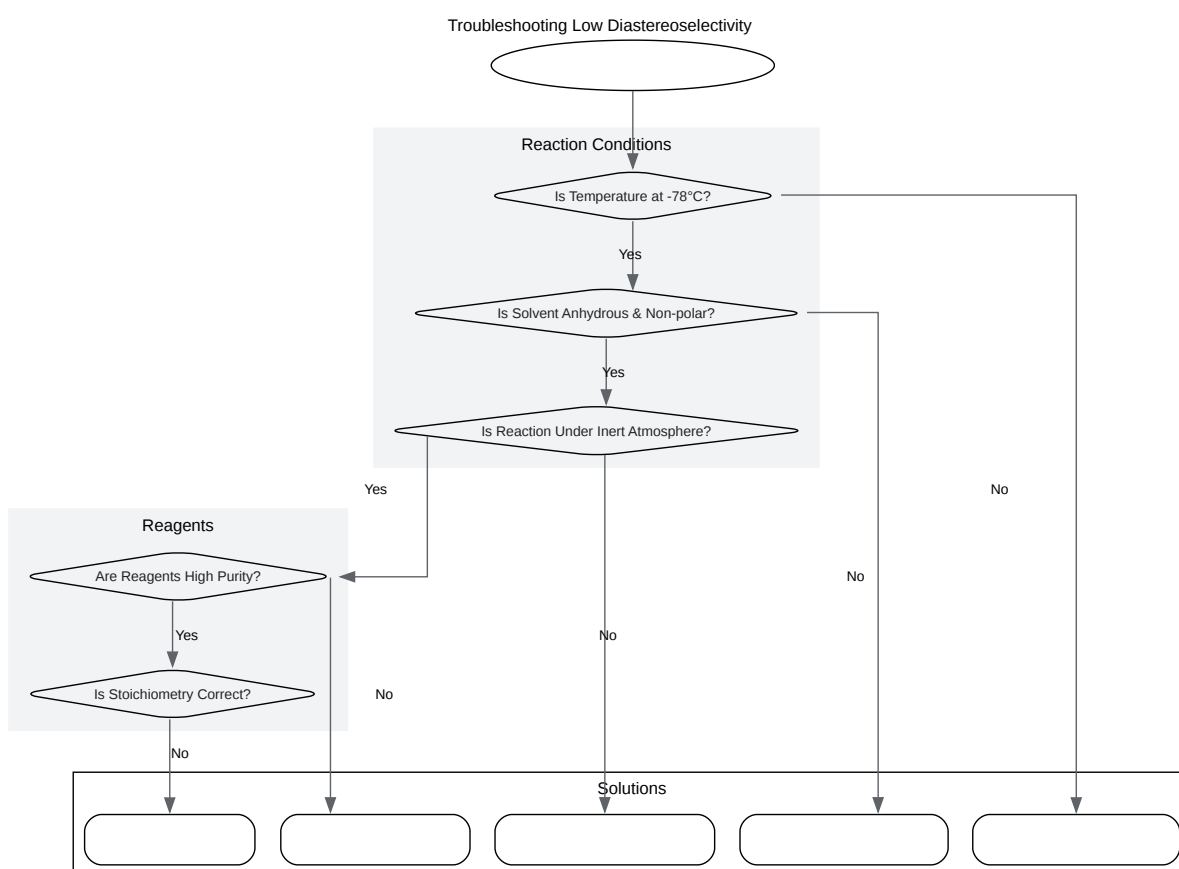 Troubleshooting Low Diastereoselectivity
Reaction Conditions
Is Temperature at -78°C?
Yes
Is Solvent Anhydrous & Non-polar?
Yes
Is Reaction Under Inert Atmosphere?
Yes
No
Reagents
Are Reagents High Purity?
No
Yes
No
Is Stoichiometry Correct?
No
No
Solutions